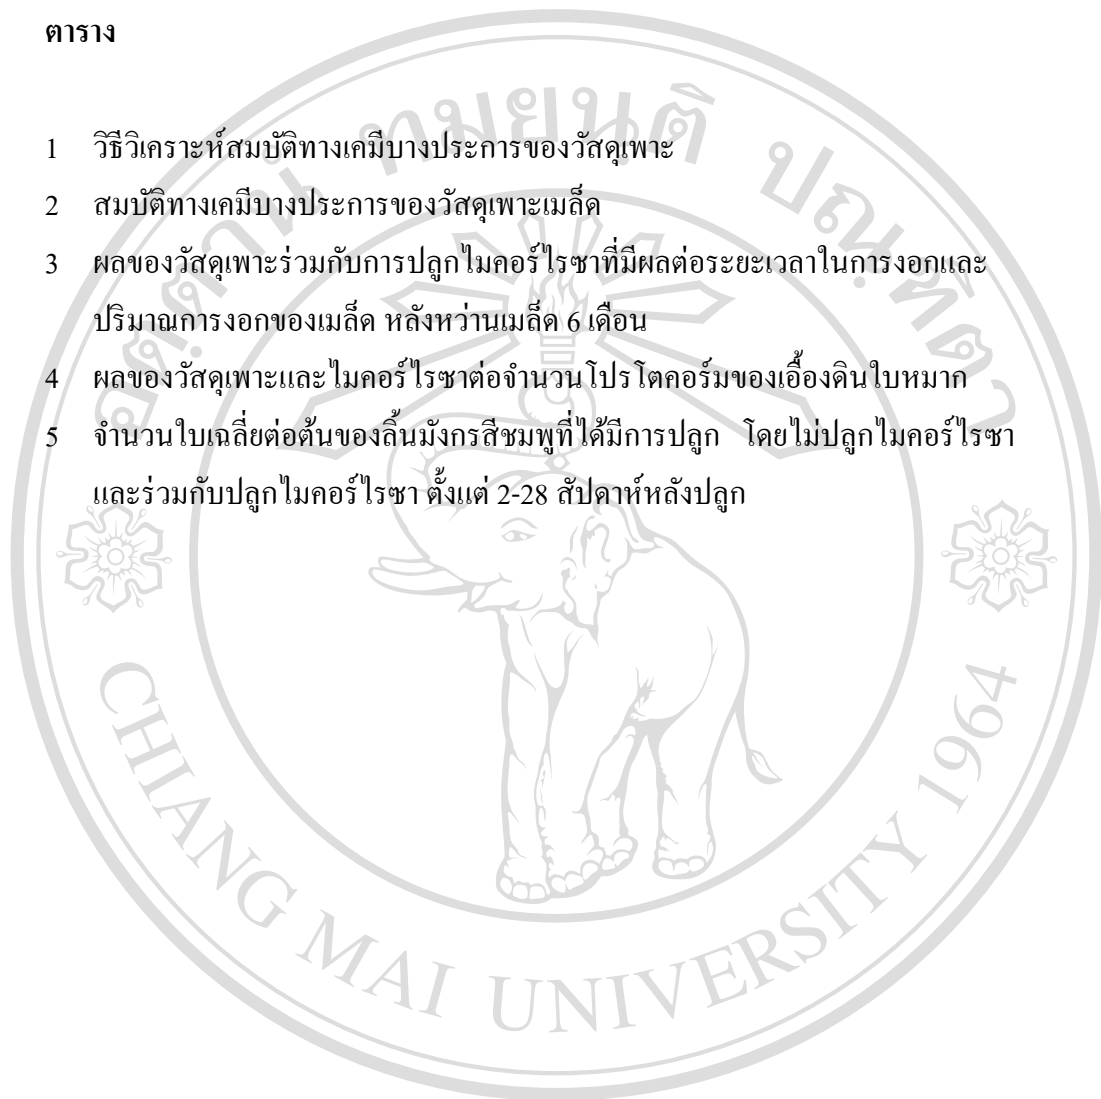 ตาราง
1 วิธีวิเคราะห์สมบัติทางเคมีบางประการของวัสดุเพาะ
2 สมบัติทางเคมีบางประการของวัสดุเพาะเมล็ด
3 ผลของวัสดุเพาะร่วมกับการปลูกไมคอร์ไรซาที่มีผลต่อระยะเวลาในการงอกและ
ปริมาณการงอกของเมล็ด หลังหว่านเมล็ด 6 เดือน
4 ผลของวัสดุเพาะและไมคอร์ไรซาต่อจำนวนโปรโตคอร์มของเอื้องดินใบหมาก
5 จำนวนใบเฉลี่ยต่อต้นของลิ้นมังกรสีชมพูที่ได้มีการปลูก โดยไม่ปลูกไมคอร์ไรซา
และร่วมกับปลูกไมคอร์ไรซา ตั้งแต่ 2-28 สัปดาห์หลังปลูก
อตฺตานํ ทมยนฺติ ปณฺฑิตา
CHIANG MAI UNIVERSITY 1964